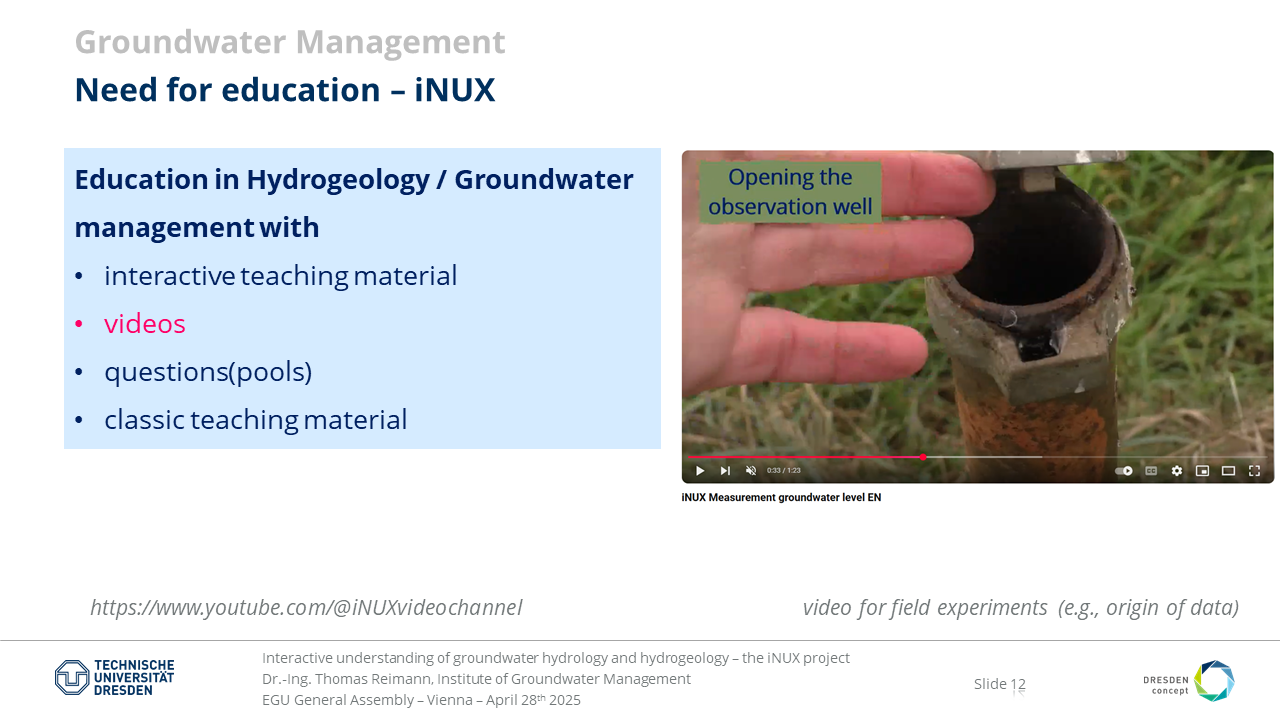 Groundwater Management
Need for education – iNUX
Education in Hydrogeology / Groundwater
management with
• interactive teaching material
• videos
• questions(pools)
• classic teaching material
Opening the
observation well
0:33 / 1:23
CC
iNUX Measurement groundwater level EN
https://www.youtube.com/@iNUXvideochannel
video for field experiments (e.g., origin of data)
TECHNISCHE
UNIVERSITÄT
DRESDEN
Interactive understanding of groundwater hydrology and hydrogeology – the iNUX project
Dr.-Ing. Thomas Reimann, Institute of Groundwater Management
EGU General Assembly – Vienna – April 28th 2025
Slide 12
DRESDEN
concept